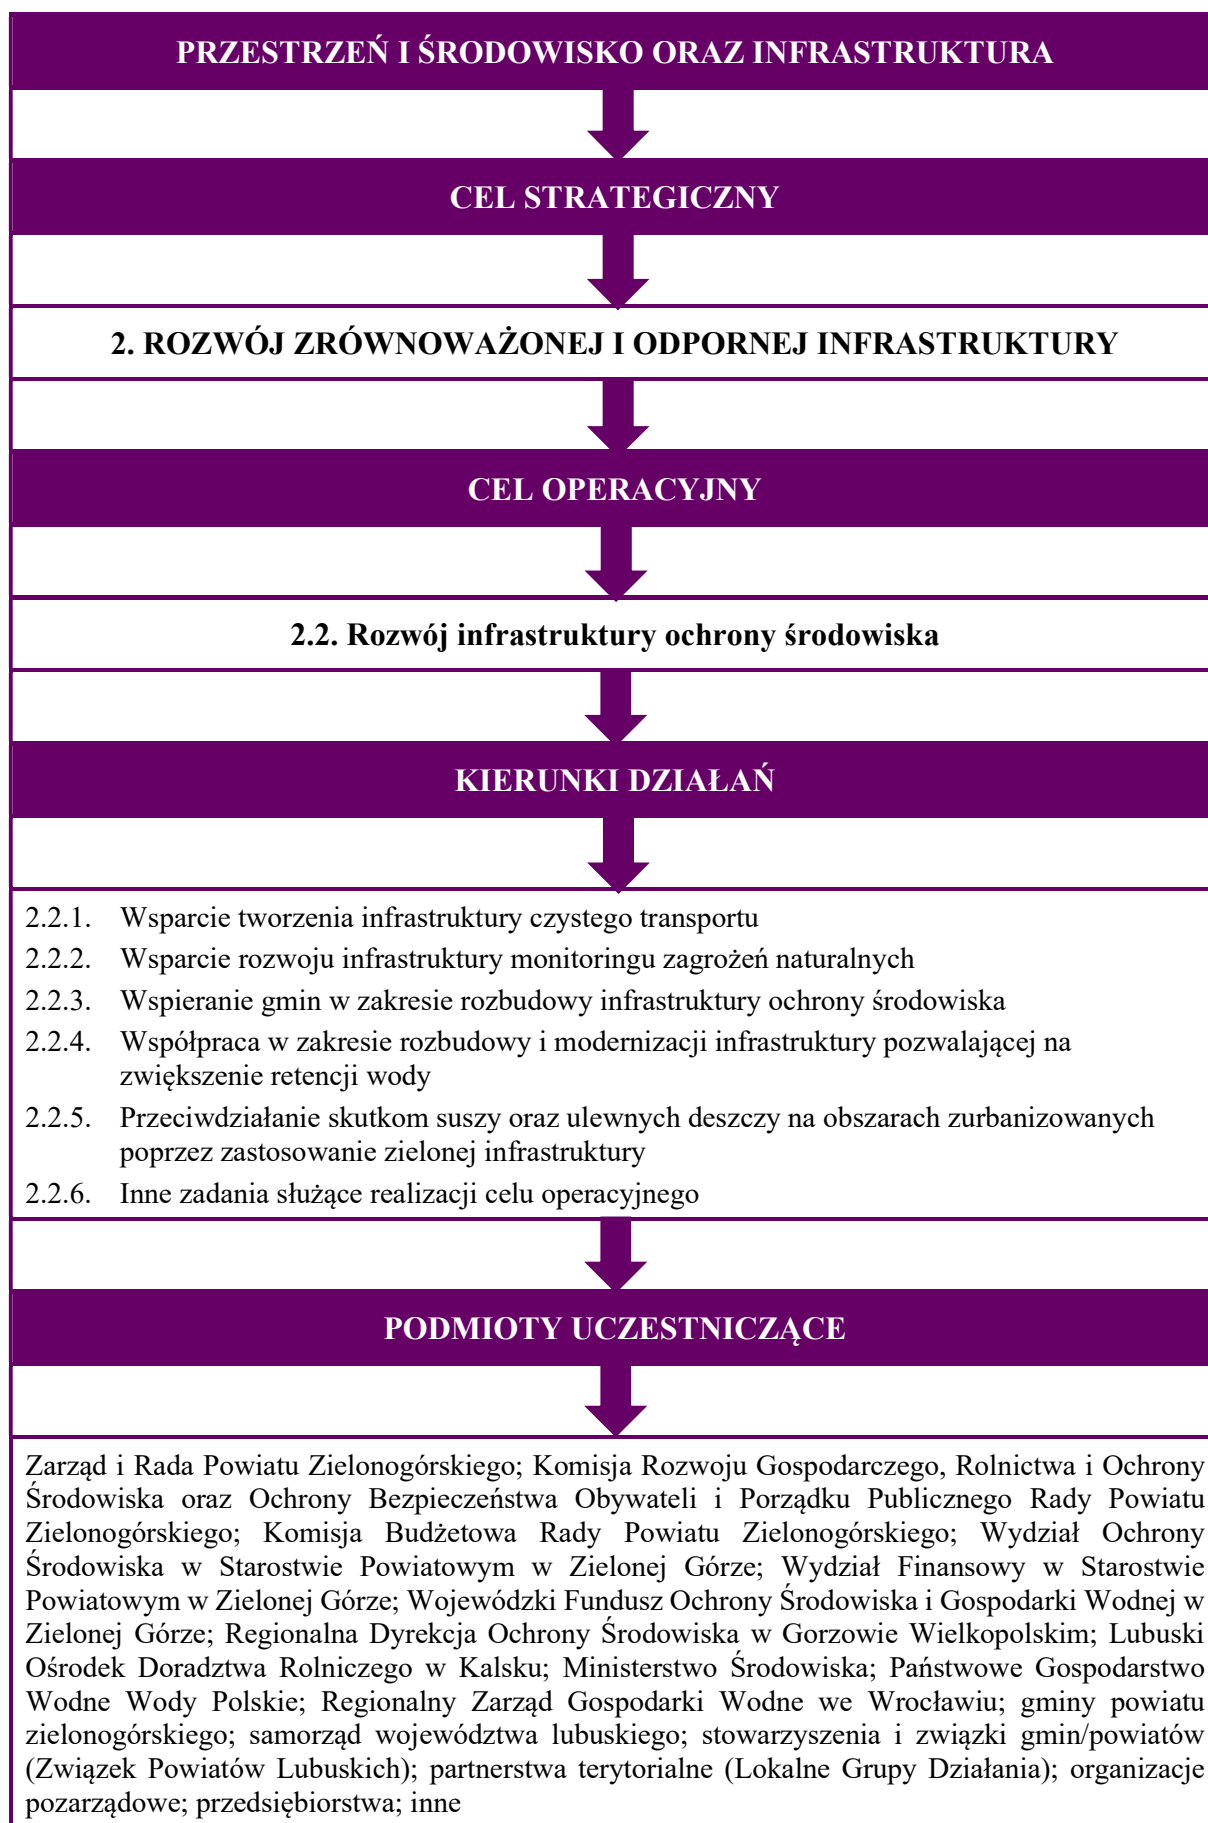 PRZESTRZEŃ I ŚRODOWISKO ORAZ INFRASTRUKTURA
CEL STRATEGICZNY
2. ROZWÓJ ZRÓWNOWAŻONEJ I ODPORNEJ INFRASTRUKTURY
CEL OPERACYJNY
2.2. Rozwój infrastruktury ochrony środowiska
KIERUNKI DZIAŁAŃ
2.2.1. Wsparcie tworzenia infrastruktury czystego transportu
2.2.2. Wsparcie rozwoju infrastruktury monitoringu zagrożeń naturalnych
2.2.3. Wspieranie gmin w zakresie rozbudowy infrastruktury ochrony środowiska
2.2.4. Współpraca w zakresie rozbudowy i modernizacji infrastruktury pozwalającej na
zwiększenie retencji wody
2.2.5. Przeciwdziałanie skutkom suszy oraz ulewnych deszczy na obszarach zurbanizowanych
poprzez zastosowanie zielonej infrastruktury
2.2.6. Inne zadania służące realizacji celu operacyjnego
PODMIOTY UCZESTNICZĄCE
Zarząd i Rada Powiatu Zielonogórskiego; Komisja Rozwoju Gospodarczego, Rolnictwa i Ochrony
Środowiska oraz Ochrony Bezpieczeństwa Obywateli i Porządku Publicznego Rady Powiatu
Zielonogórskiego; Komisja Budżetowa Rady Powiatu Zielonogórskiego; Wydział Ochrony
Środowiska w Starostwie Powiatowym w Zielonej Górze; Wydział Finansowy w Starostwie
Powiatowym w Zielonej Górze; Wojewódzki Fundusz Ochrony Środowiska i Gospodarki Wodnej w
Zielonej Górze; Regionalna Dyrekcja Ochrony Środowiska w Gorzowie Wielkopolskim; Lubuski
Ośrodek Doradztwa Rolniczego w Kalsku; Ministerstwo Środowiska; Państwowe Gospodarstwo
Wodne Wody Polskie; Regionalny Zarząd Gospodarki Wodne we Wrocławiu; gminy powiatu
zielonogórskiego; samorząd województwa lubuskiego; stowarzyszenia i związki gmin/powiatów
(Związek Powiatów Lubuskich); partnerstwa terytorialne (Lokalne Grupy Działania); organizacje
pozarządowe; przedsiębiorstwa; inne